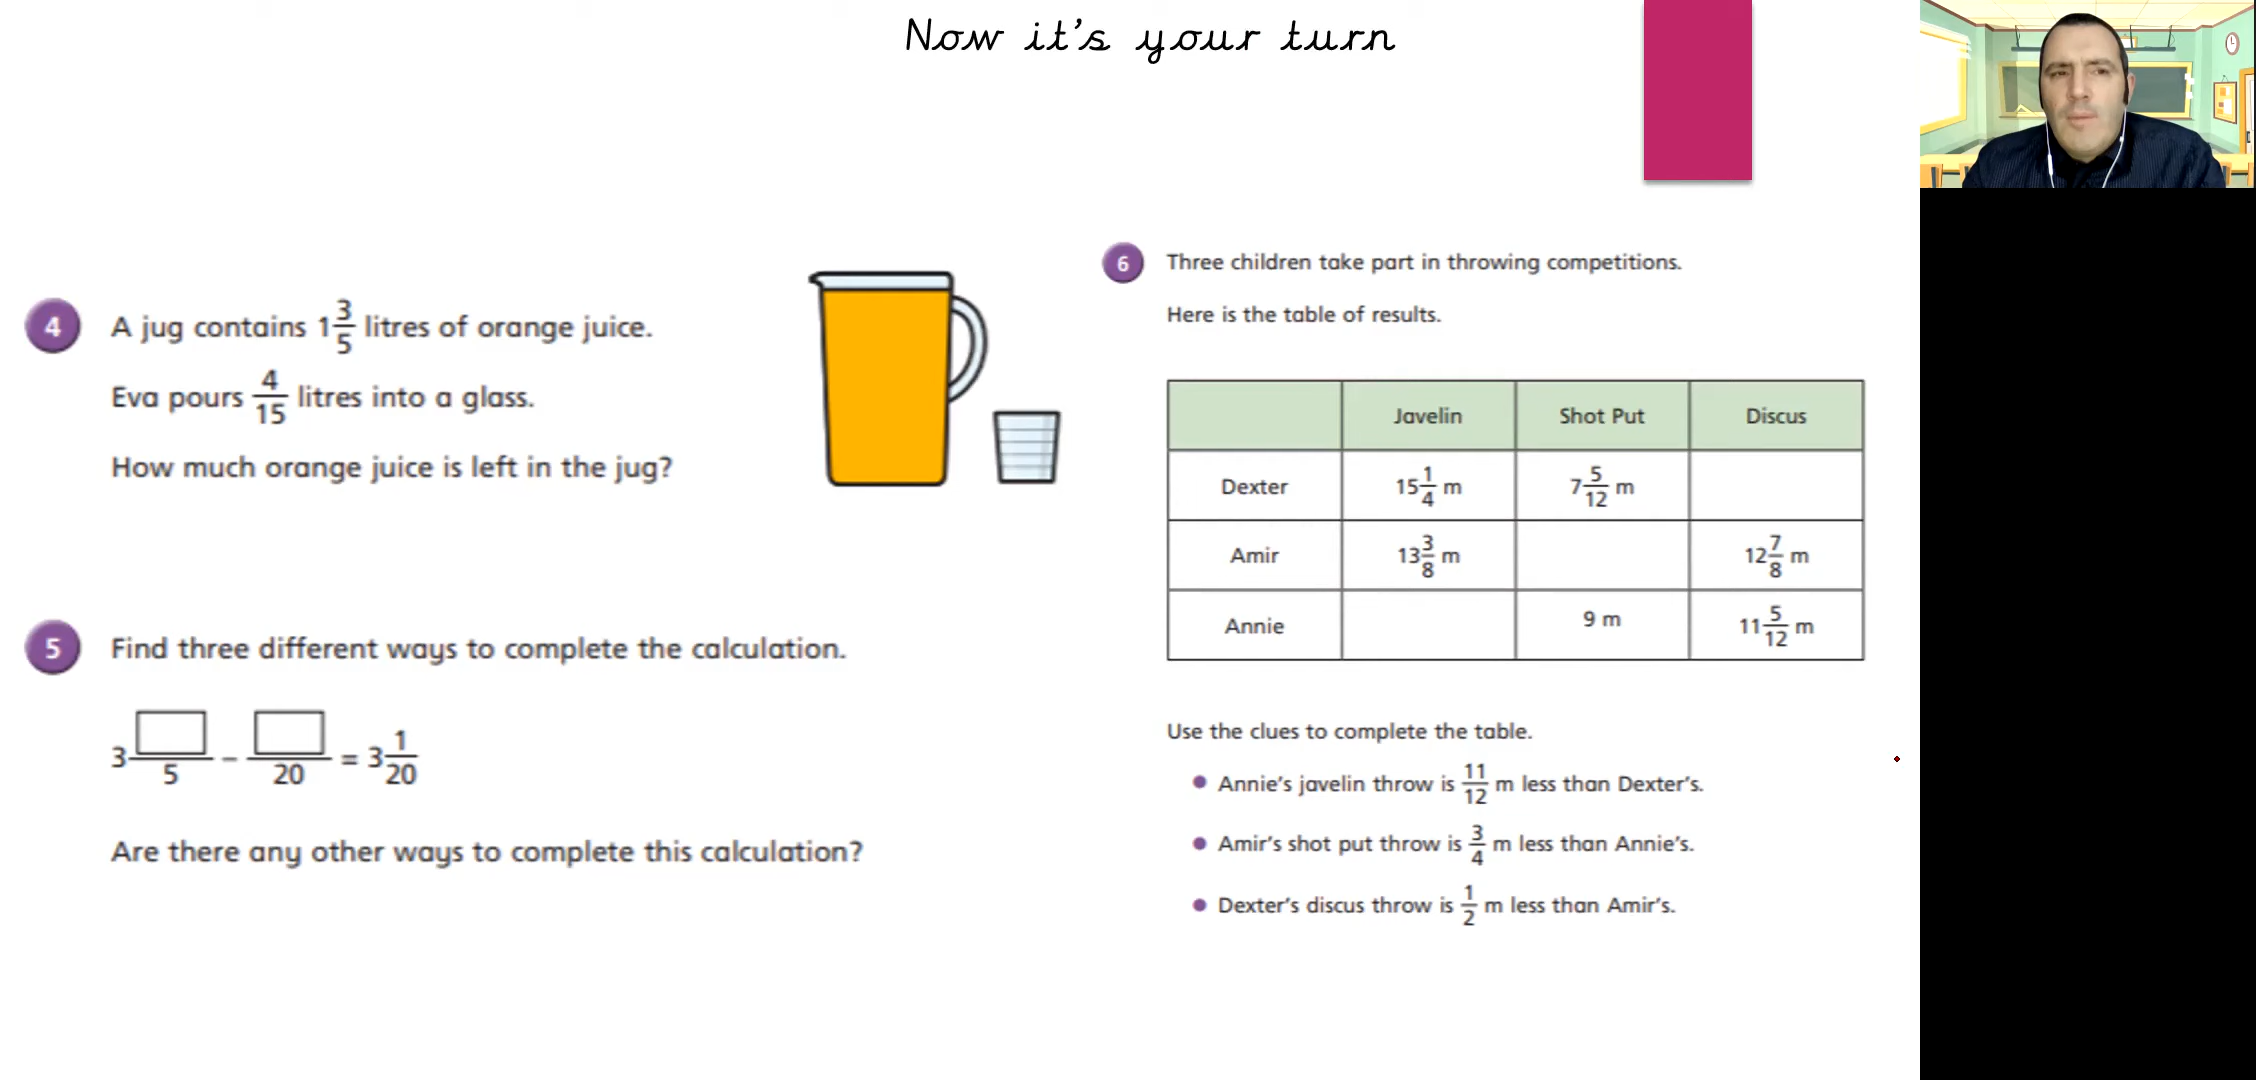 Now it's your turn
4
A jug contains 1 3/5 litres of orange juice.
Eva pours 4/15 litres into a glass.
How much orange juice is left in the jug?
5
Find three different ways to complete the calculation.
3 □/5 – □/20 = 3 1/20
Are there any other ways to complete this calculation?
6
Three children take part in throwing competitions.
Here is the table of results.
Javelin Shot Put Discus
Dexter 15 1/4 m 7 5/12 m
Amir 13 3/8 m 12 7/8 m
Annie 9 m 11 5/12 m
Use the clues to complete the table.
● Annie's javelin throw is 11/12 m less than Dexter's.
● Amir's shot put throw is 3/4 m less than Annie's.
● Dexter's discus throw is 1/2 m less than Amir's.